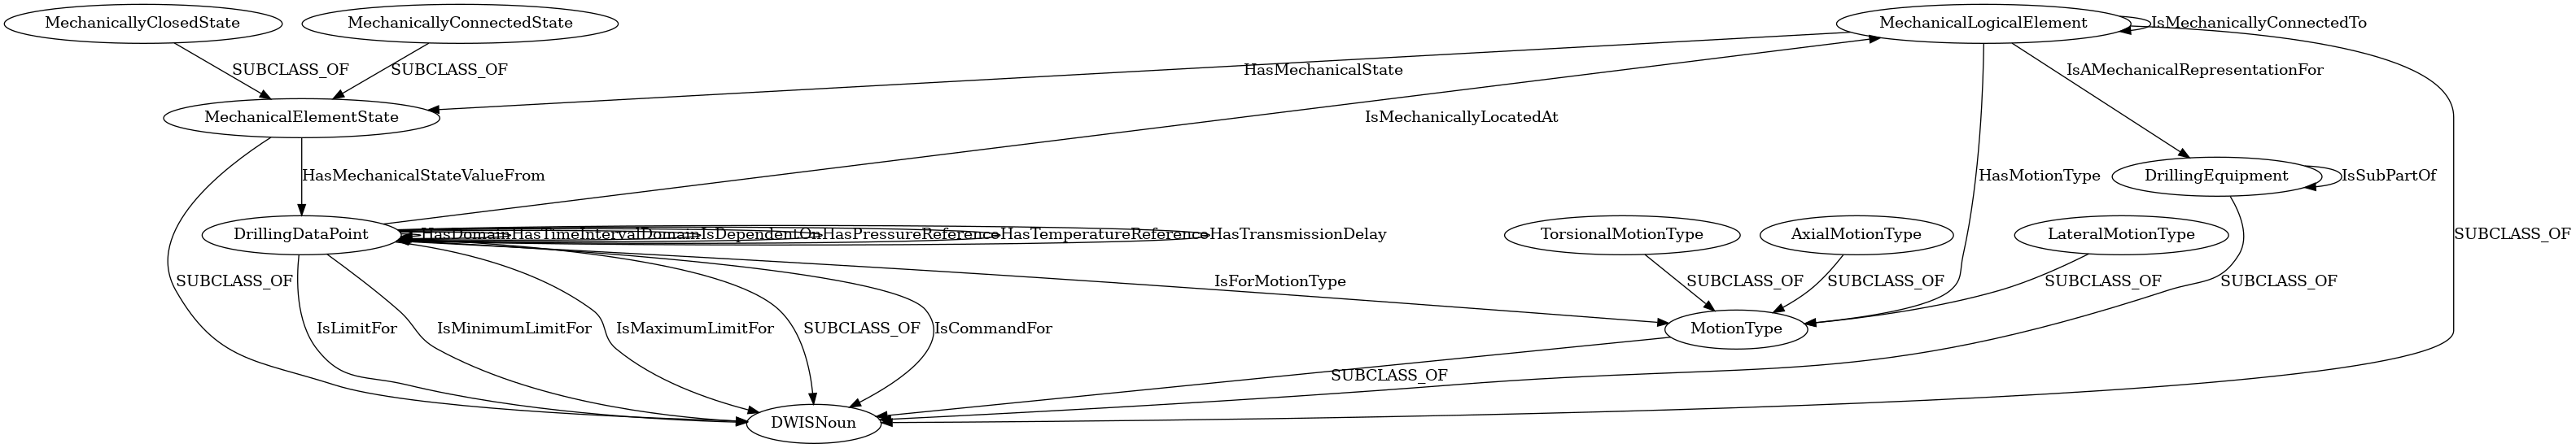 MechanicallyClosedState
MechanicallyConnectedState
MechanicalLogicalElement
IsMechanicallyConnectedTo
SUBCLASS_OF
SUBCLASS_OF
HasMechanicalState
IsAMechanicalRepresentationFor
MechanicalElementState
IsMechanicallyLocatedAt
HasMechanicalStateValueFrom
HasMotionType
DrillingEquipment
IsSubPartOf
DrillingDataPoint
HasDomain
HasTimeIntervalDomain
IsDependentOn
HasPressureReference
HasTemperatureReference
HasTransmissionDelay
TorsionalMotionType
AxialMotionType
LateralMotionType
SUBCLASS_OF
SUBCLASS_OF
IsForMotionType
SUBCLASS_OF
SUBCLASS_OF
SUBCLASS_OF
SUBCLASS_OF
IsLimitFor
IsMinimumLimitFor
IsMaximumLimitFor
SUBCLASS_OF
IsCommandFor
MotionType
SUBCLASS_OF
DWISNoun